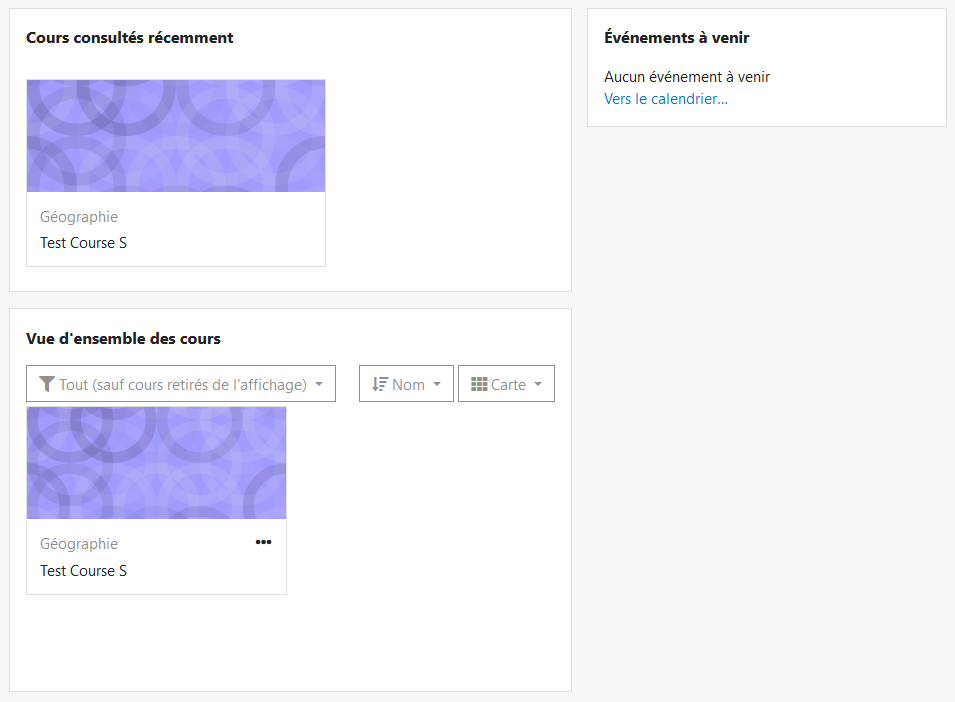 Cours consultés récemment
Géographie
Test Course S
Vue d'ensemble des cours
Tout (sauf cours retirés de l'affichage)
Nom
Carte
Géographie
Test Course S
Événements à venir
Aucun événement à venir
Vers le calendrier...